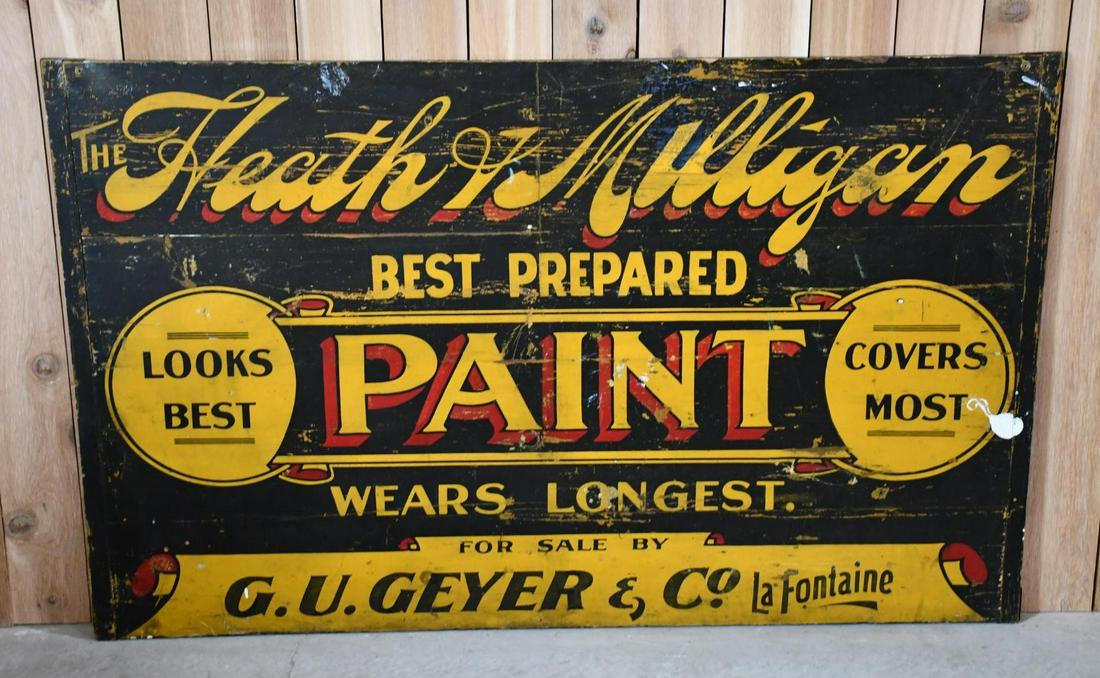 THE Heath & Milligan
BEST PREPARED
LOOKS BEST
PAINT
COVERS MOST
WEARS LONGEST.
FOR SALE BY
G. U. GEYER & Co La Fontaine